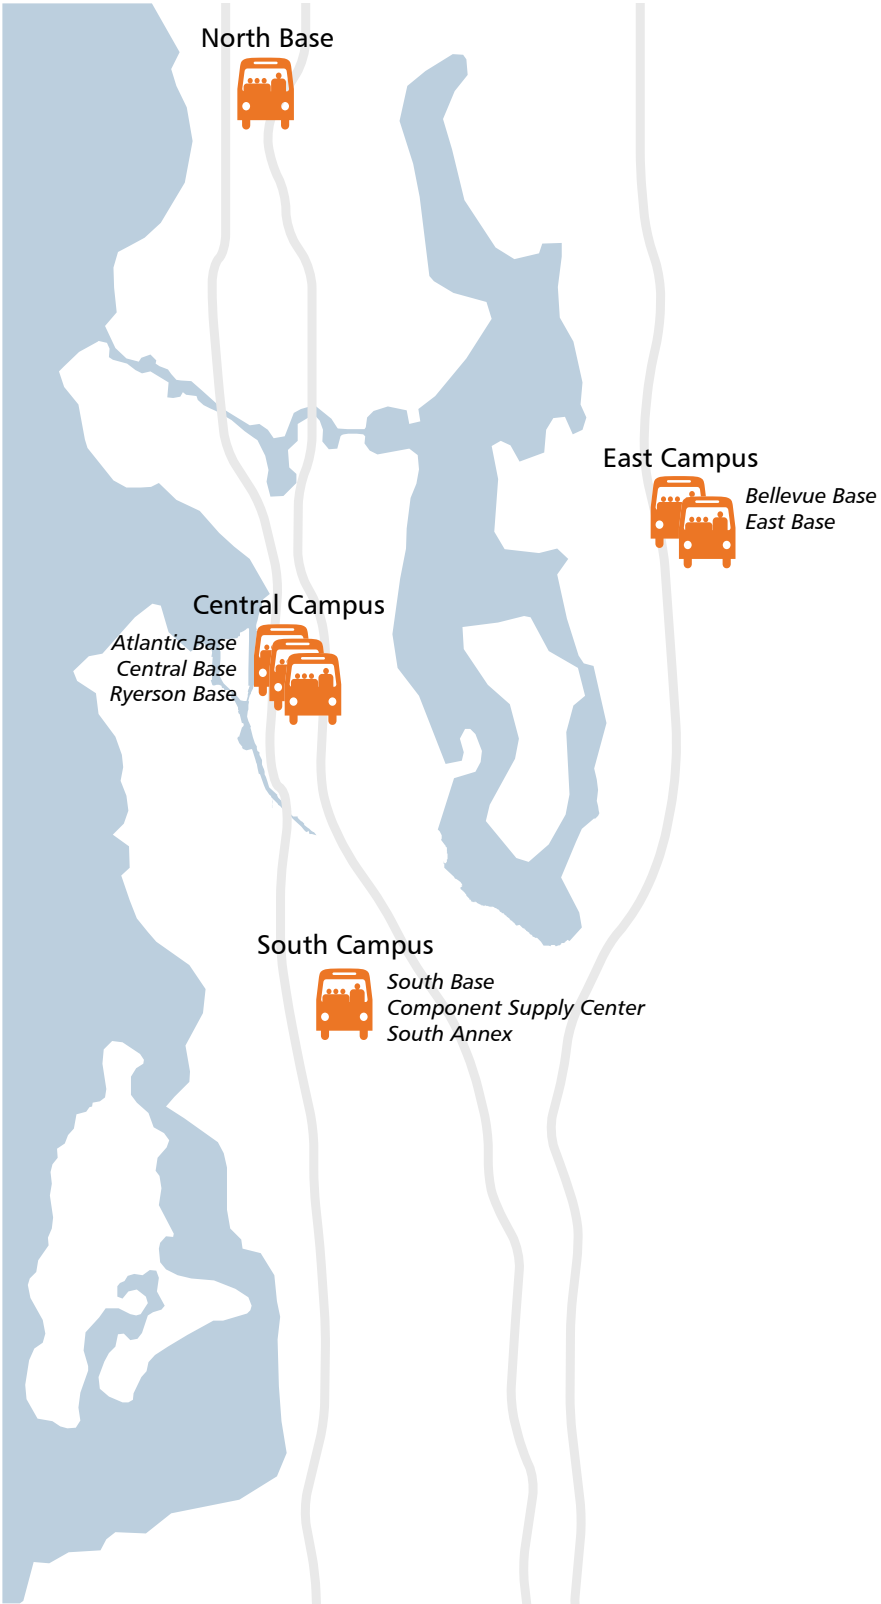 North Base
East Campus
Bellevue Base
East Base
Central Campus
Atlantic Base
Central Base
Ryerson Base
South Campus
South Base
Component Supply Center
South Annex